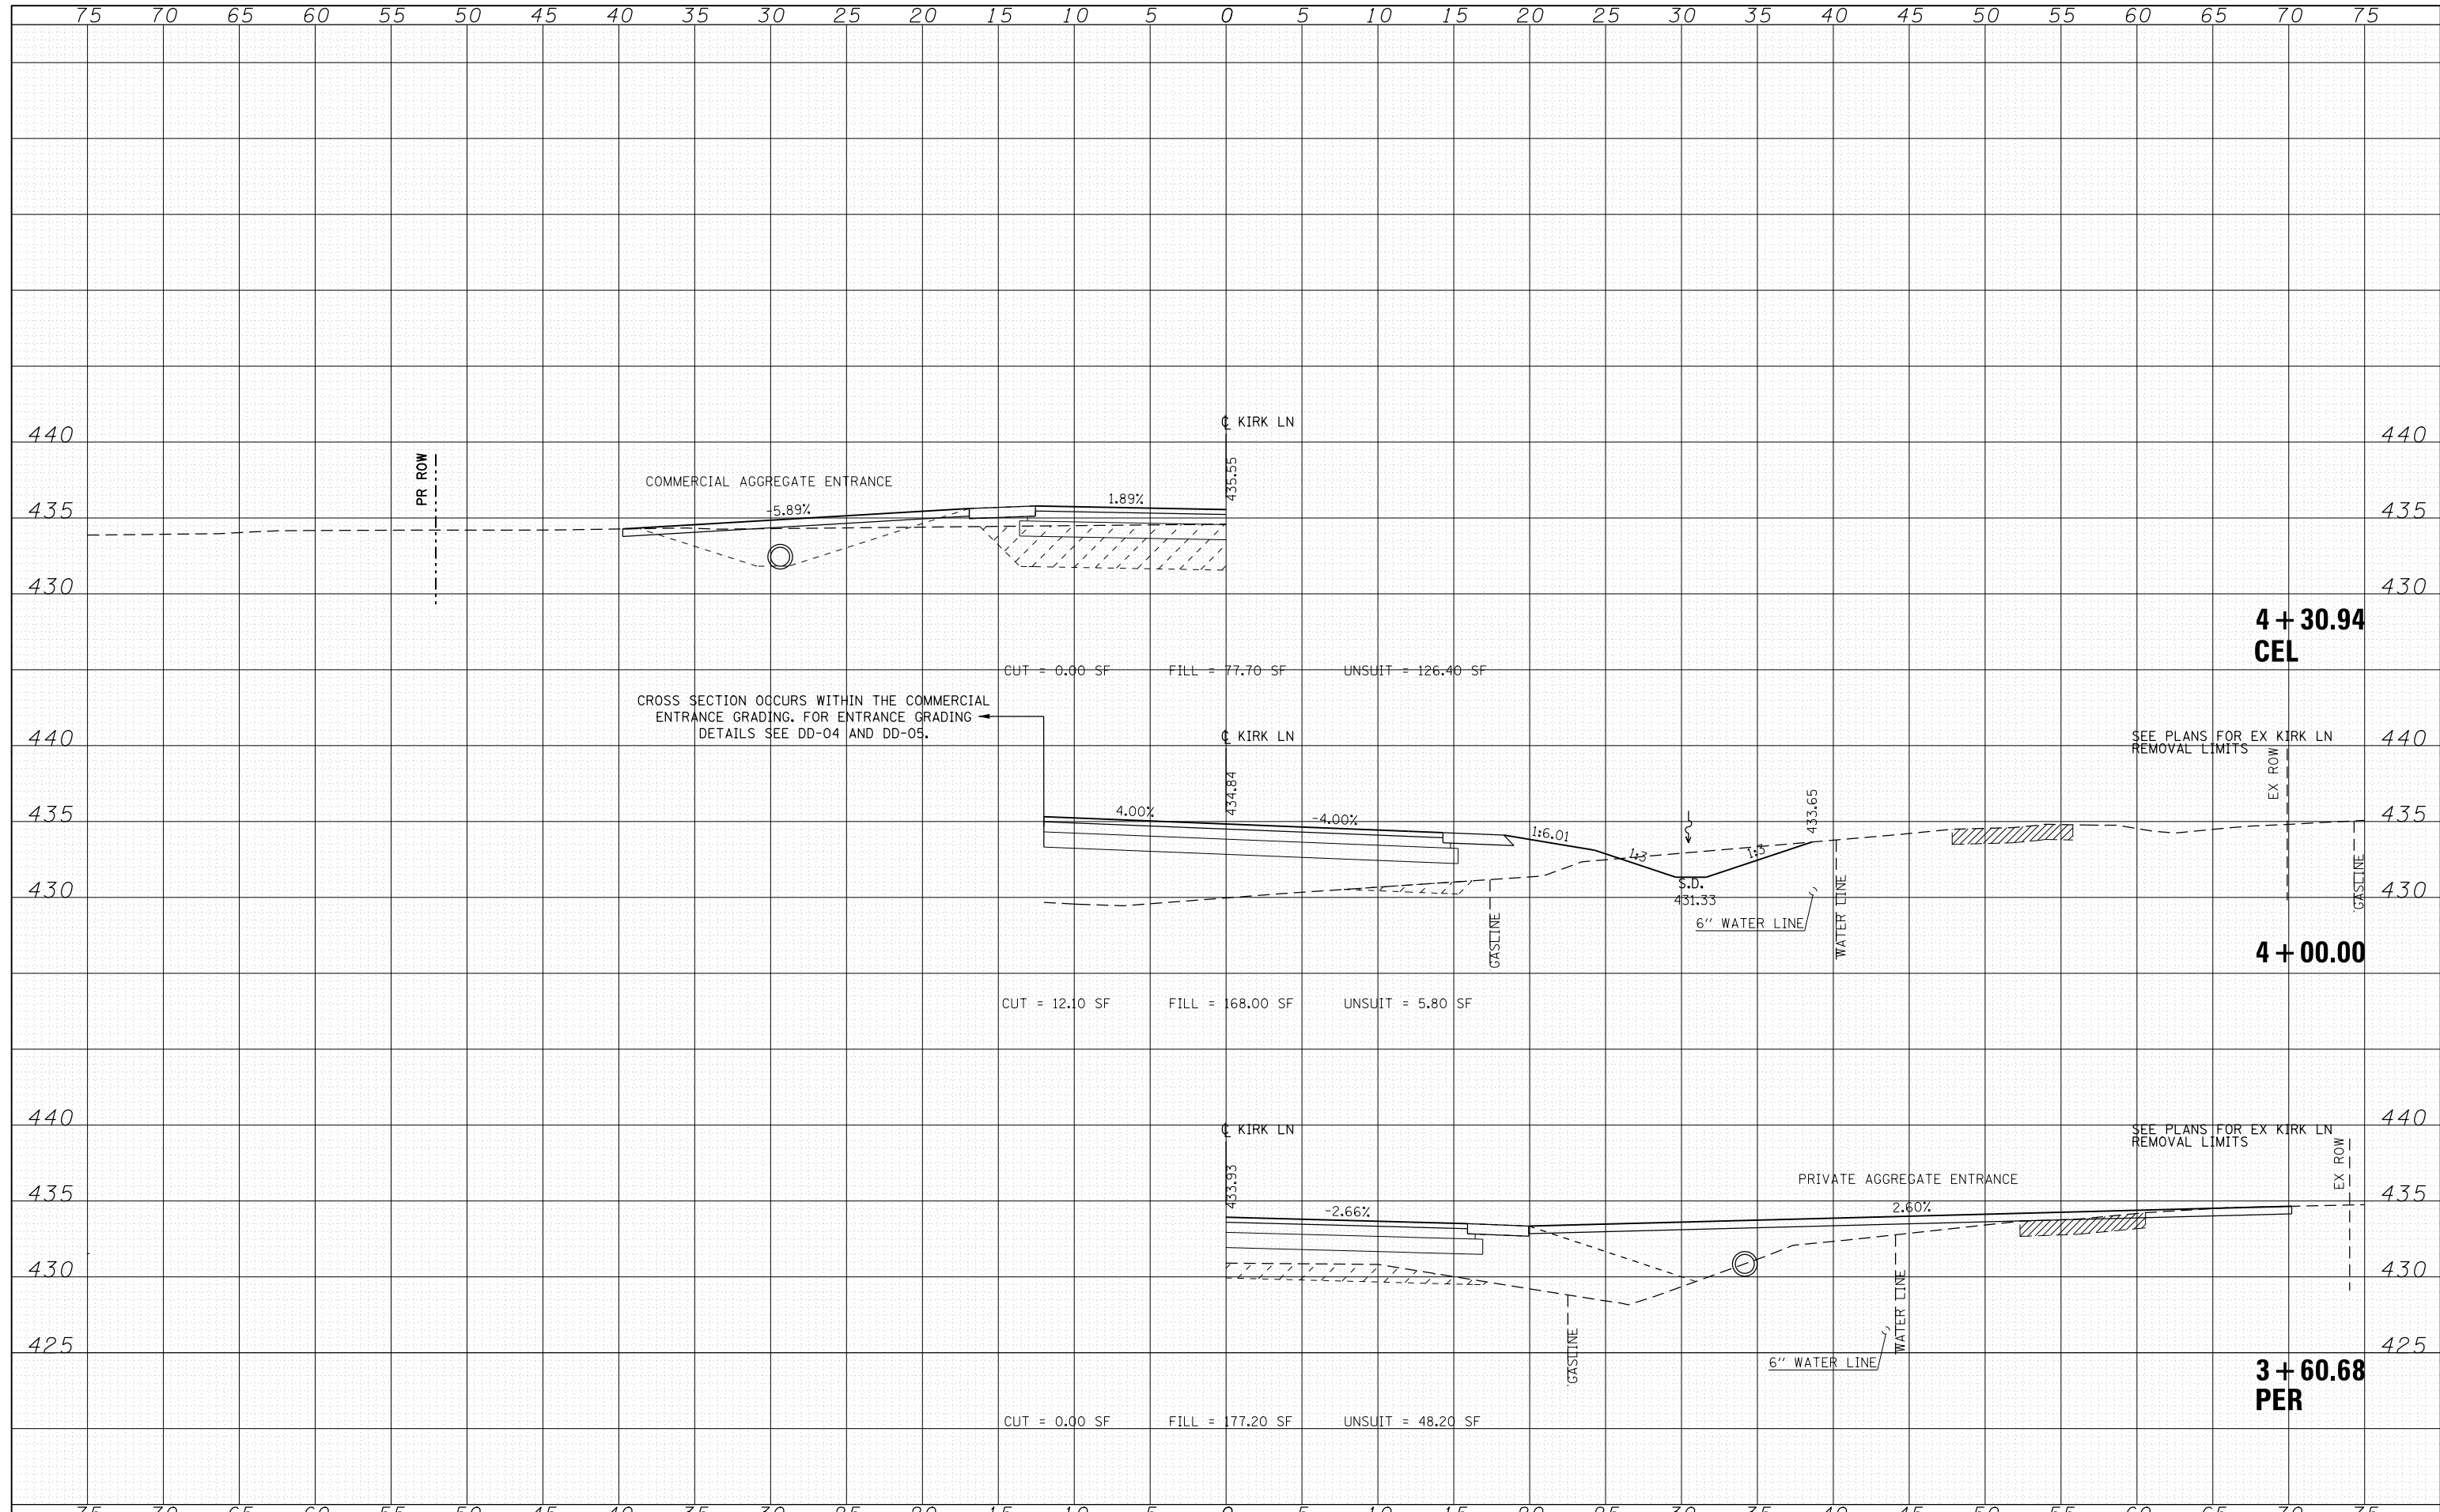 75 70 65 60 55 50 45 40 35 30 25 20 15 10 5 0 5 10 15 20 25 30 35 40 45 50 55 60 65 70 75
℄ KIRK LN
440 440
PR ROW
435.55
COMMERCIAL AGGREGATE ENTRANCE
1.89%
-5.89%
435 435
430 430
4 + 30.94
CEL
CUT = 0.00 SF FILL = 77.70 SF UNSUIT = 126.40 SF
CROSS SECTION OCCURS WITHIN THE COMMERCIAL
ENTRANCE GRADING. FOR ENTRANCE GRADING
DETAILS SEE DD-04 AND DD-05.
℄ KIRK LN
SEE PLANS FOR EX KIRK LN
REMOVAL LIMITS
440 440
EX ROW
434.84
433.65
4.00%
-4.00%
1:6.01
435 435
1:3
1:3
S.D.
431.33
430 430
GASLINE
6" WATER LINE
WATER LINE
GASLINE
4 + 00.00
CUT = 12.10 SF FILL = 168.00 SF UNSUIT = 5.80 SF
440 440
℄ KIRK LN
SEE PLANS FOR EX KIRK LN
REMOVAL LIMITS
EX ROW
433.93
PRIVATE AGGREGATE ENTRANCE
435 435
-2.66%
2.60%
430 430
GASLINE
WATER LINE
425 425
6" WATER LINE
3 + 60.68
PER
CUT = 0.00 SF FILL = 177.20 SF UNSUIT = 48.20 SF
75 70 65 60 55 50 45 40 35 30 25 20 15 10 5 0 5 10 15 20 25 30 35 40 45 50 55 60 65 70 75